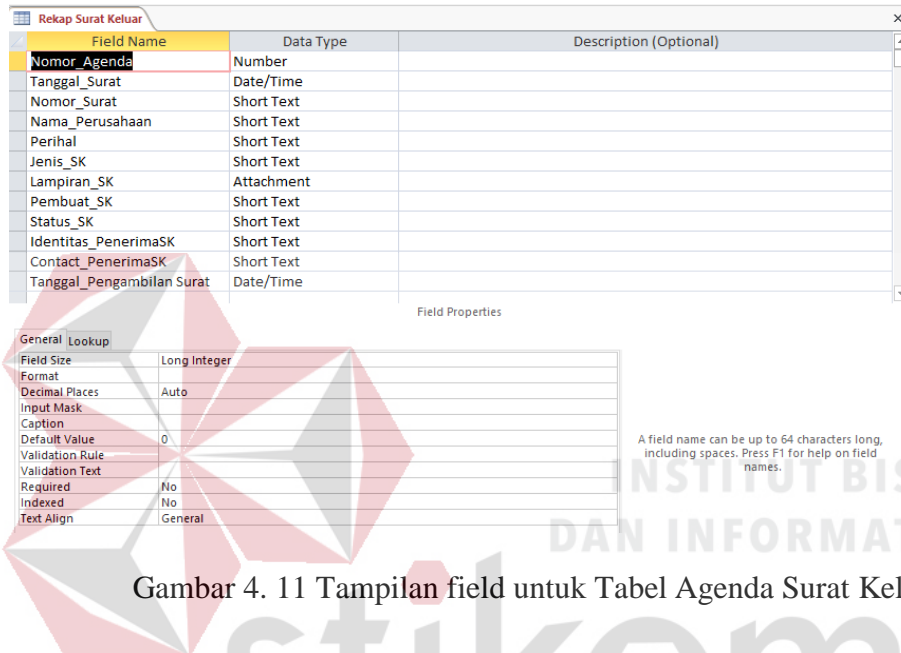 Rekap Surat Keluar
Field Name Data Type Description (Optional)
Nomor_Agenda Number
Tanggal_Surat Date/Time
Nomor_Surat Short Text
Nama_Perusahaan Short Text
Perihal Short Text
Jenis_SK Short Text
Lampiran_SK Attachment
Pembuat_SK Short Text
Status_SK Short Text
Identitas_PenerimaSK Short Text
Contact_PenerimaSK Short Text
Tanggal_Pengambilan Surat Date/Time
Field Properties
General Lookup
Field Size Long Integer
Format
Decimal Places Auto
Input Mask
Caption
Default Value 0
Validation Rule
Validation Text
Required No
Indexed No
Text Align General
A field name can be up to 64 characters long,
including spaces. Press F1 for help on field
names.
INSTITUT BIS
DAN INFORMAT
Gambar 4. 11 Tampilan field untuk Tabel Agenda Surat Kel
stikom